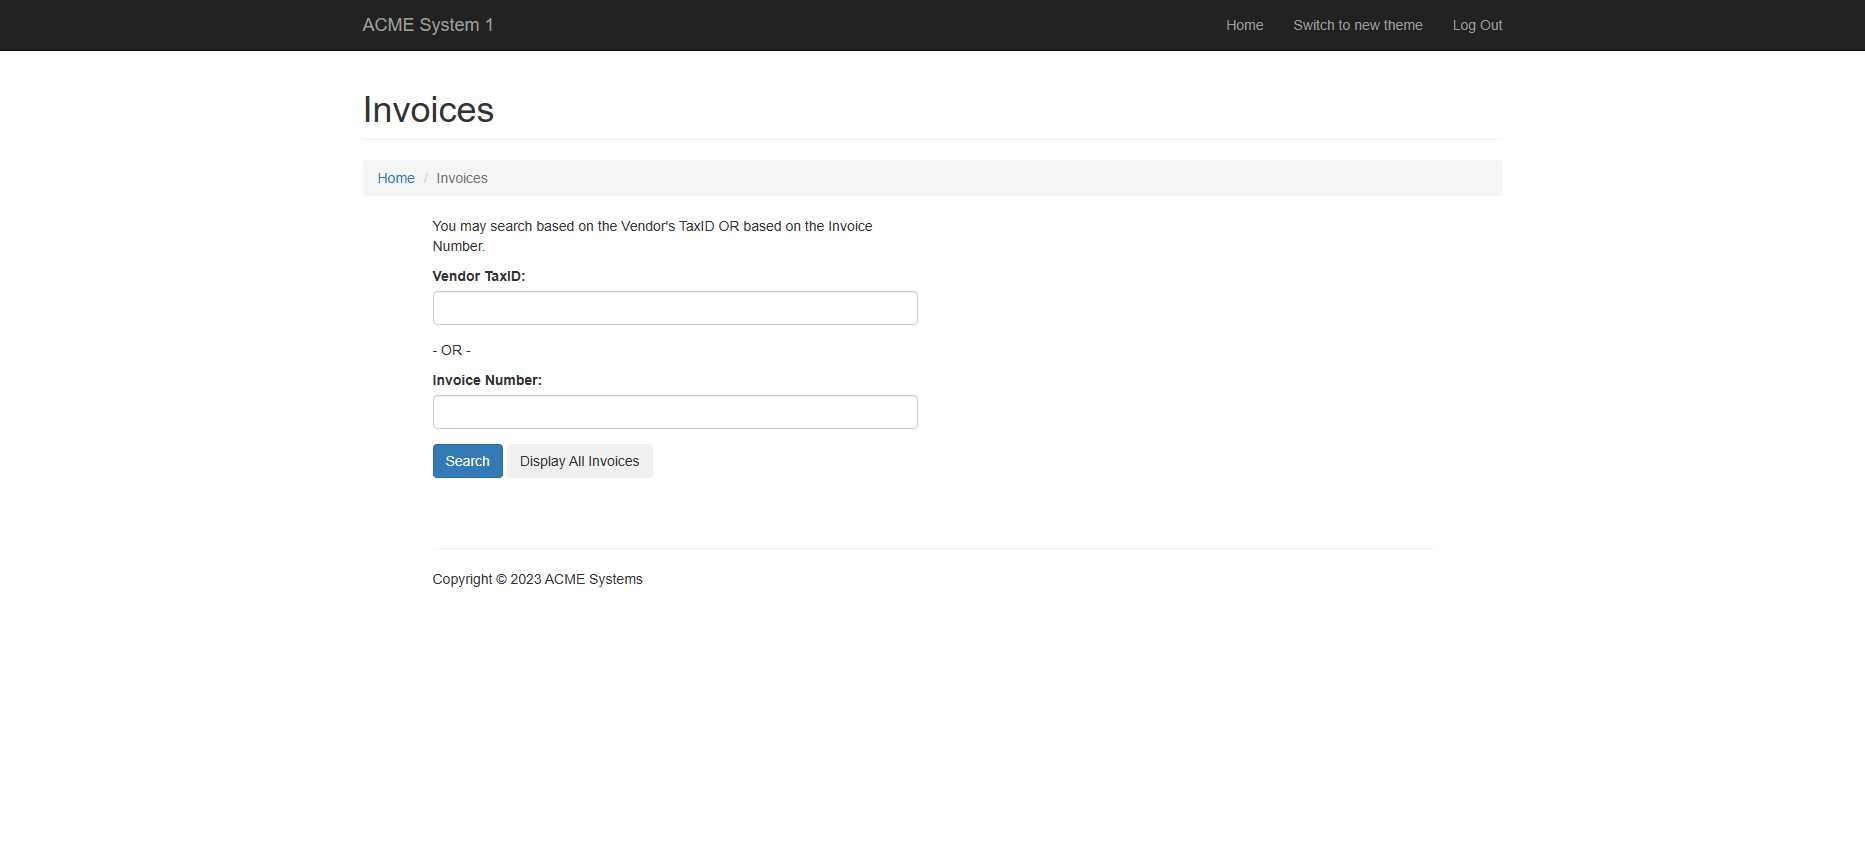 ACME System 1
Home
Switch to new theme
Log Out
Invoices
Home / Invoices
You may search based on the Vendor's TaxID OR based on the Invoice
Number.
Vendor TaxID:
- OR -
Invoice Number:
Search
Display All Invoices
Copyright © 2023 ACME Systems